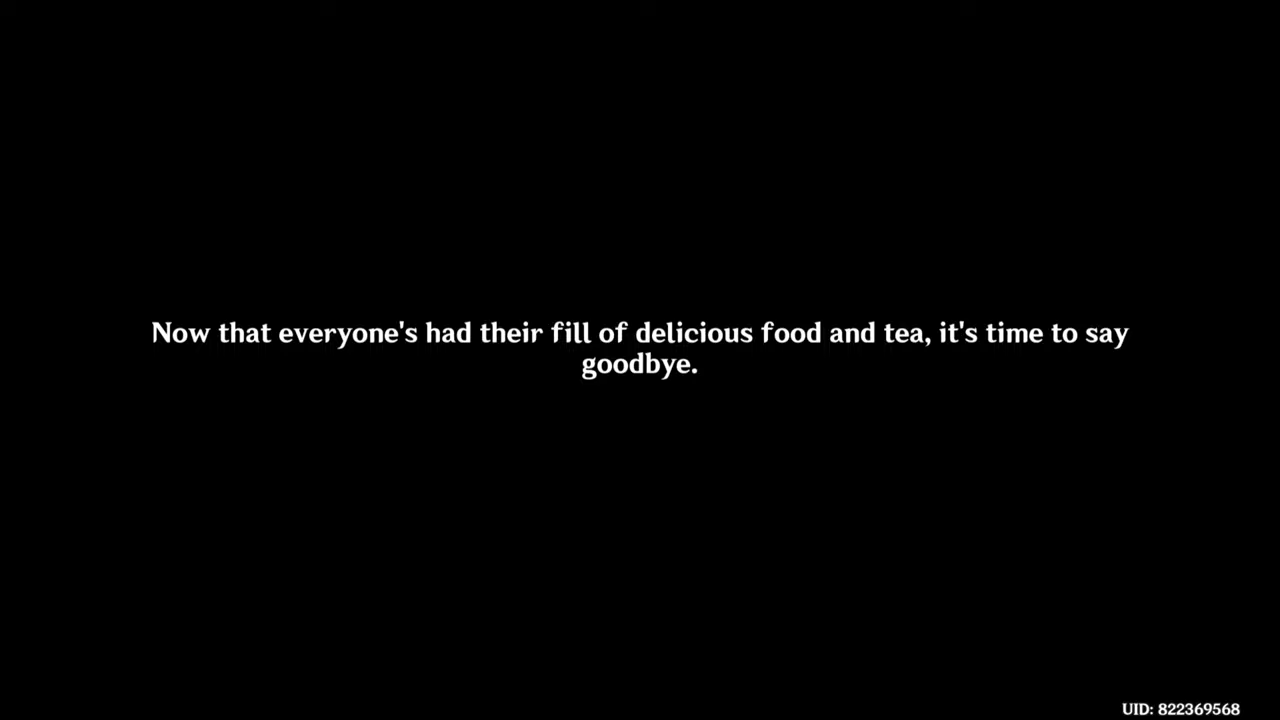 Now that everyone's had their fill of delicious food and tea, it's time to say
goodbye.
UID: 822369568